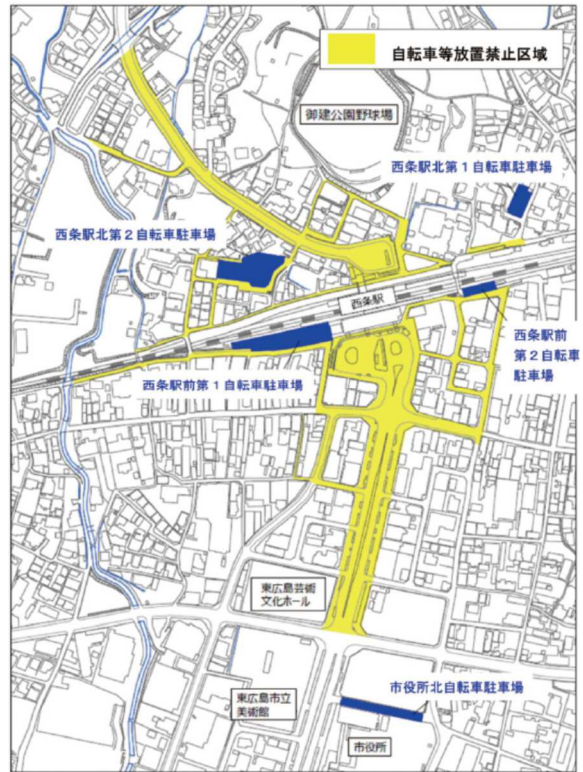 自転車等放置禁止区域
御建公園野球場
西条駅北第1自転車駐車場
西条駅北第2自転車駐車場
西条駅
西条駅前
第2自転車
駐車場
西条駅前第1自転車駐車場
東広島芸術
文化ホール
市役所北自転車駐車場
東広島市立
美術館
市役所